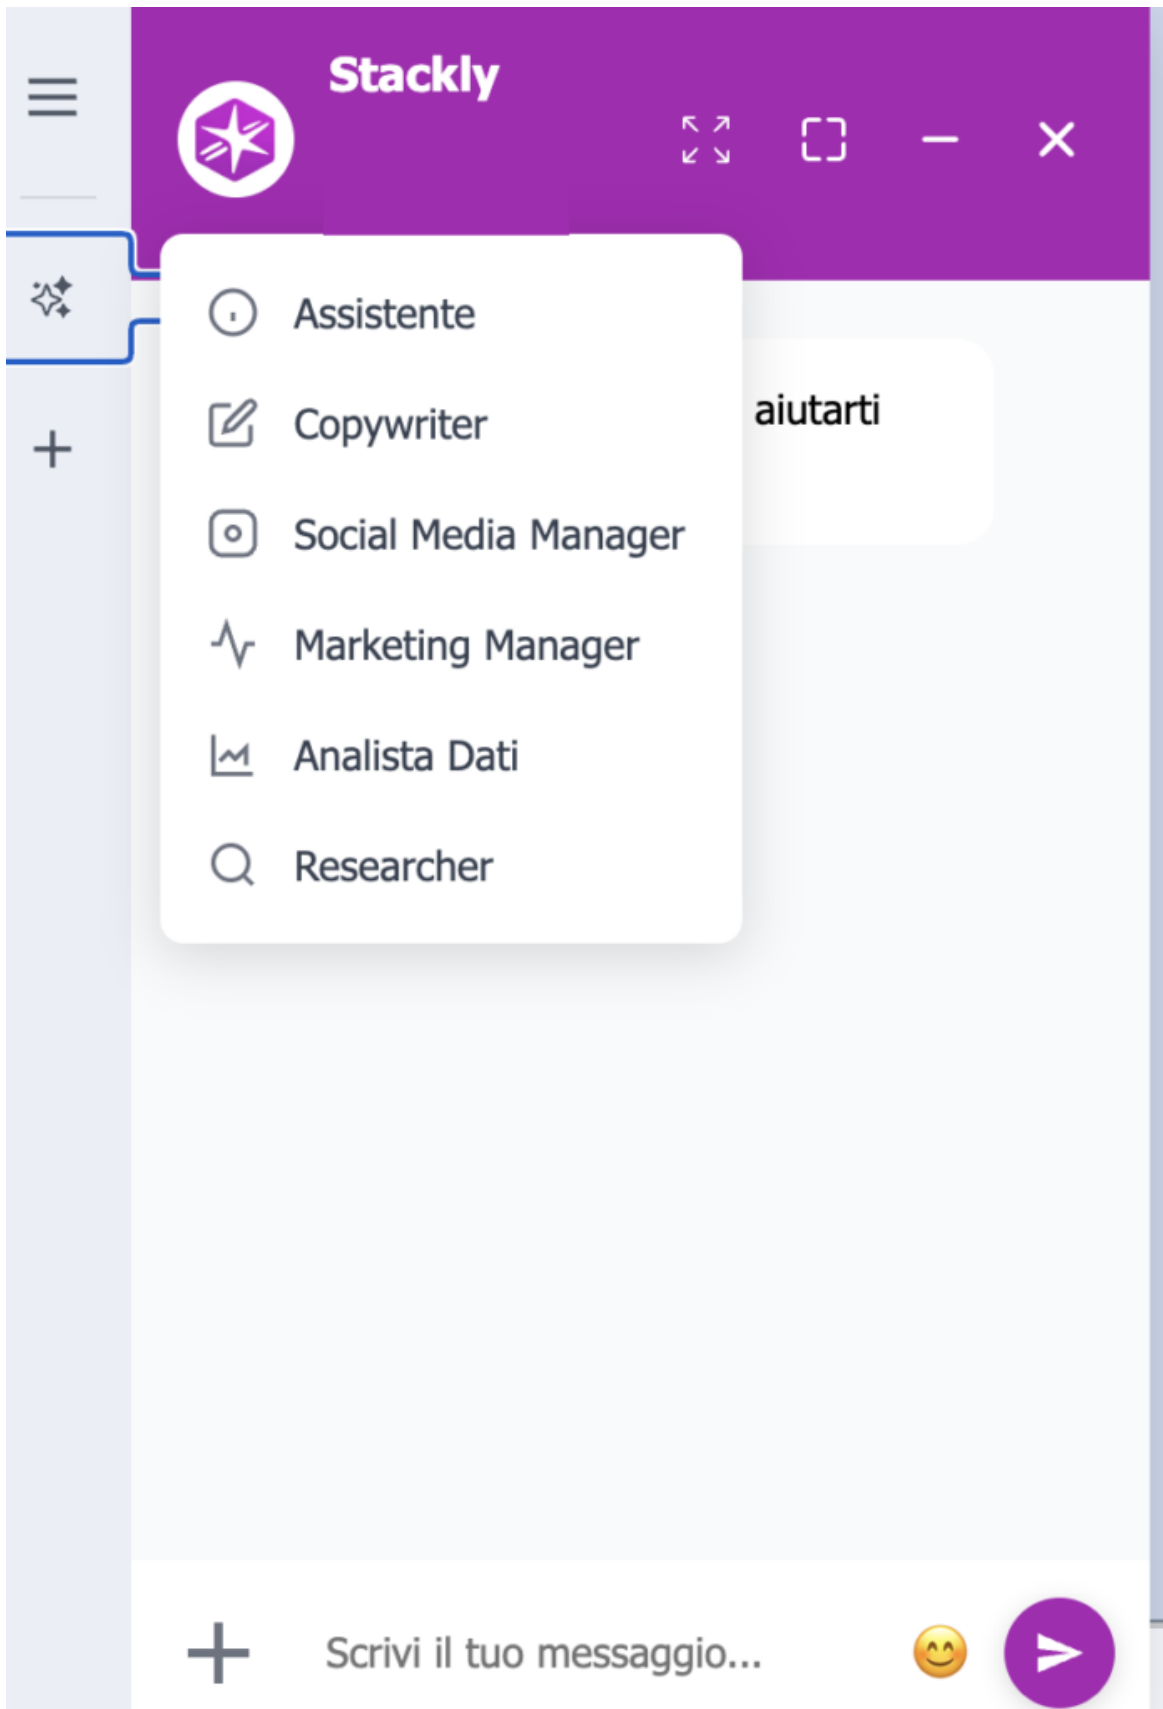 Stackly
Assistente
aiutarti
Copywriter
Social Media Manager
Marketing Manager
Analista Dati
Researcher
Scrivi il tuo messaggio...